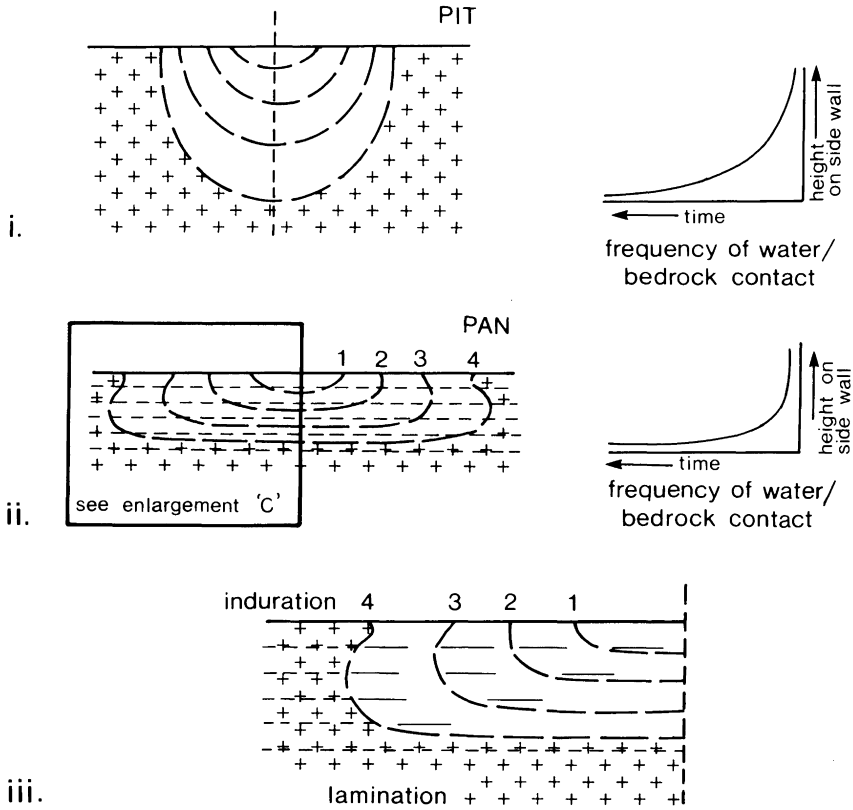 PIT
height
on side wall
time
frequency of water/
bedrock contact
i.
PAN
1 2 3 4
see enlargement 'C'
height on
side wall
time
frequency of water/
bedrock contact
ii.
induration 4 3 2 1
lamination
iii.